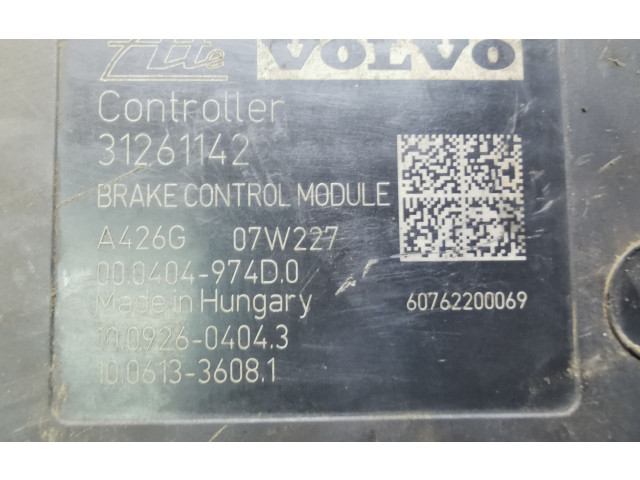 Ate VOLVO
Controller
31261142
BRAKE CONTROL MODULE
A426G 07W227
00.0404-974D.0
Made in Hungary 60762200069
10.0926-0404.3
10.0613-3608.1